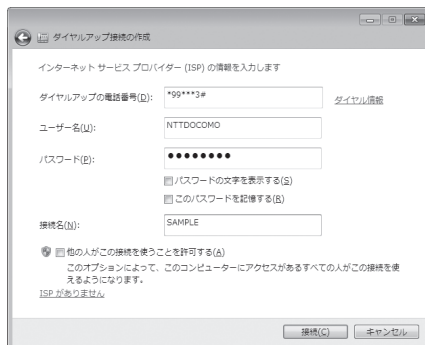 ダイヤルアップ接続の作成
インターネット サービス プロバイダー (ISP) の情報を入力します
ダイヤルアップの電話番号(D): *99***3# ダイヤル情報
ユーザー名(U): NTTDOCOMO
パスワード(P): ●●●●●●●●
パスワードの文字を表示する(S)
このパスワードを記憶する(R)
接続名(N): SAMPLE
他の人がこの接続を使うことを許可する(A)
このオプションによって、このコンピューターにアクセスがあるすべての人がこの接続を使
えるようになります。
ISP がありません
接続(C) キャンセル